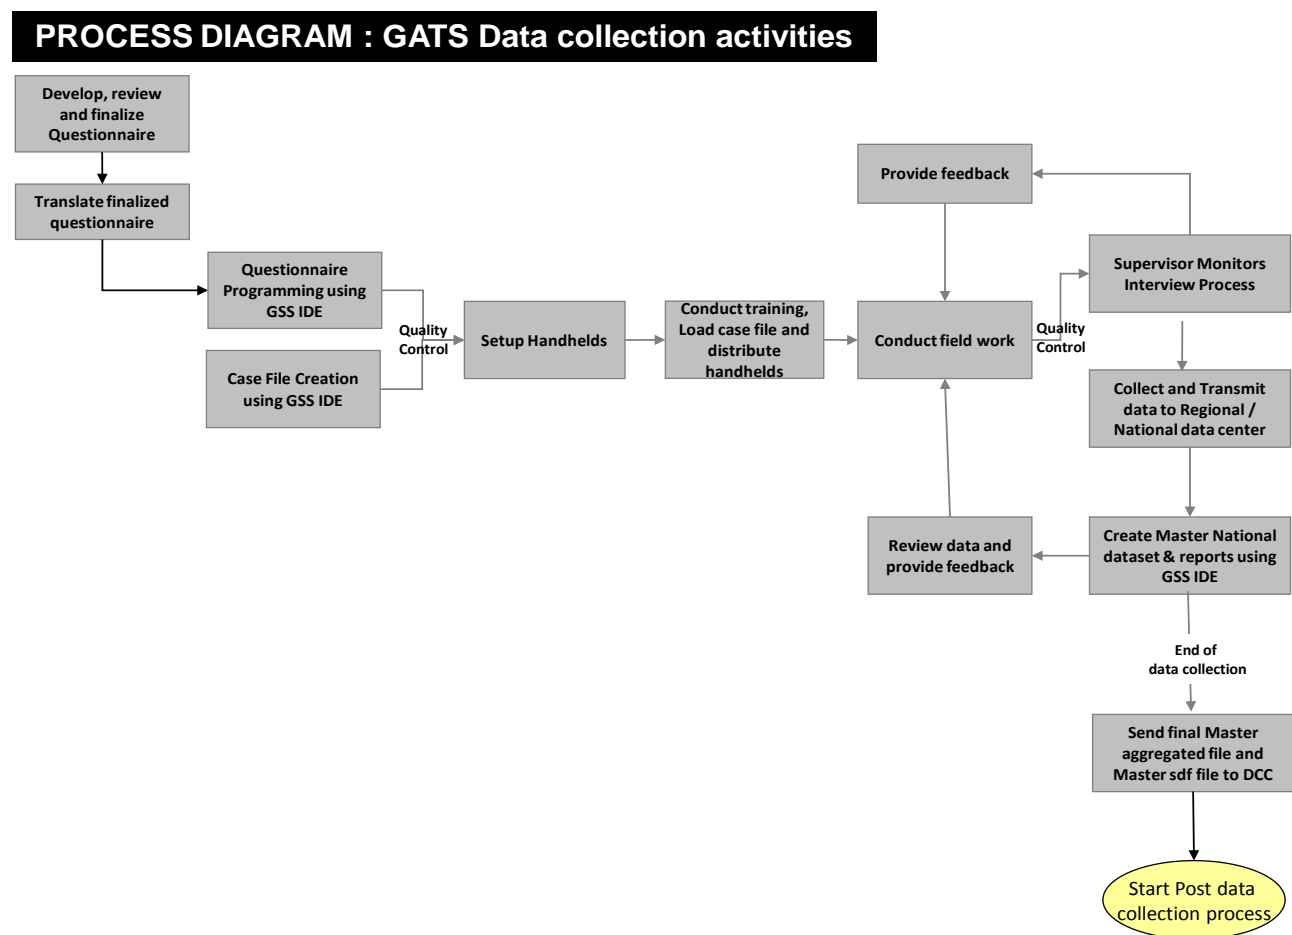 PROCESS DIAGRAM : GATS Data collection activities
Develop, review
and finalize
Questionnaire
Translate finalized
questionnaire
Questionnaire
Programming using
GSS IDE
Case File Creation
using GSS IDE
Quality
Control
Setup Handhelds
Conduct training,
Load case file and
distribute
handhelds
Conduct field work
Provide feedback
Quality
Control
Supervisor Monitors
Interview Process
Collect and Transmit
data to Regional /
National data center
Create Master National
dataset & reports using
GSS IDE
Review data and
provide feedback
End of
data collection
Send final Master
aggregated file and
Master sdf file to DCC
Start Post data
collection process